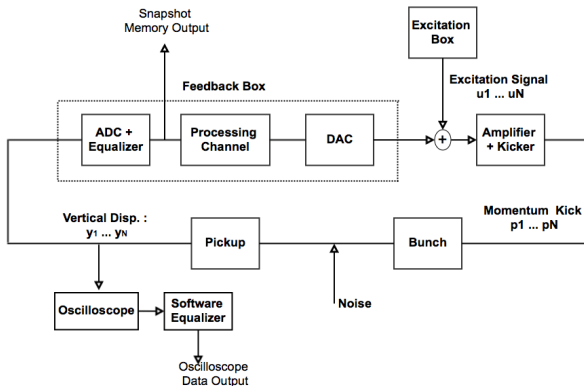 Snapshot
Memory Output
Excitation
Box
Feedback Box
Excitation Signal
u1 ... uN
ADC +
Equalizer
Processing
Channel
DAC
+
Amplifier
+ Kicker
Vertical Disp. :
y1 ... yN
Pickup
Bunch
Momentum Kick
p1 ... pN
Noise
Oscilloscope
Software
Equalizer
Oscilloscope
Data Output